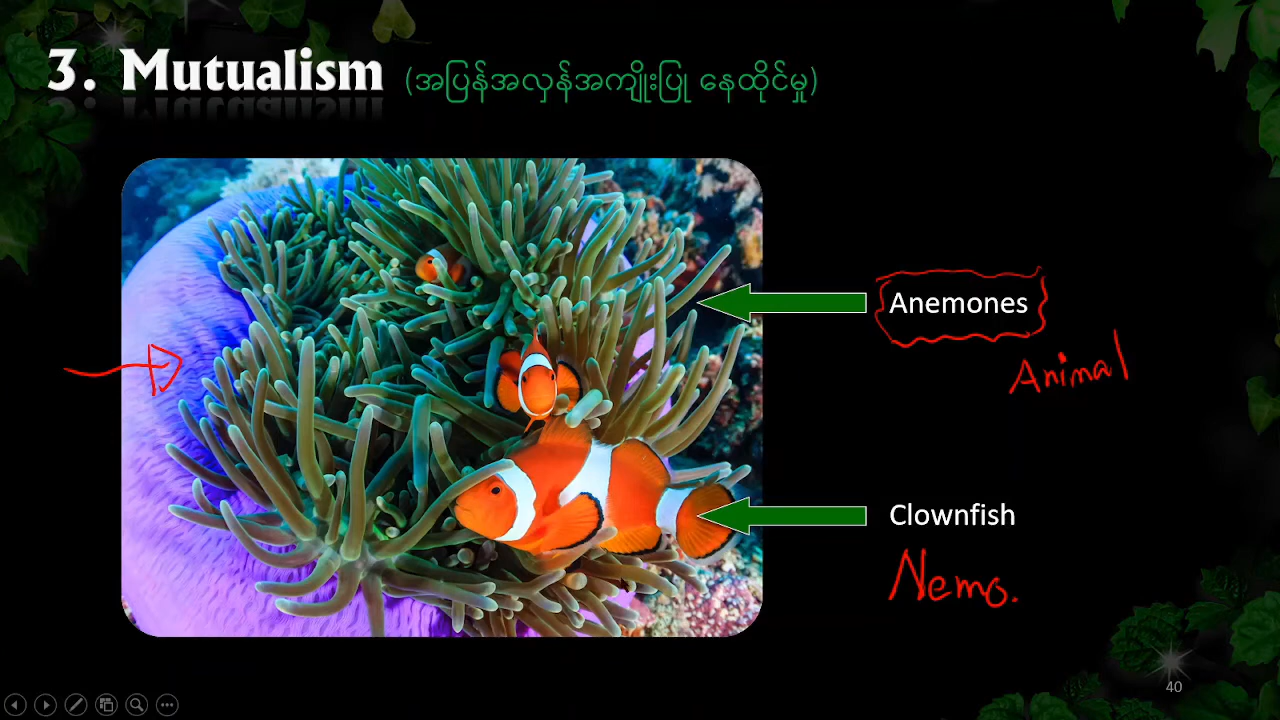 3. Mutualism (အပြန်အလှန်အကျိုးပြု နေထိုင်မှု)
Anemones
Animal
Clownfish
Nemo.
40